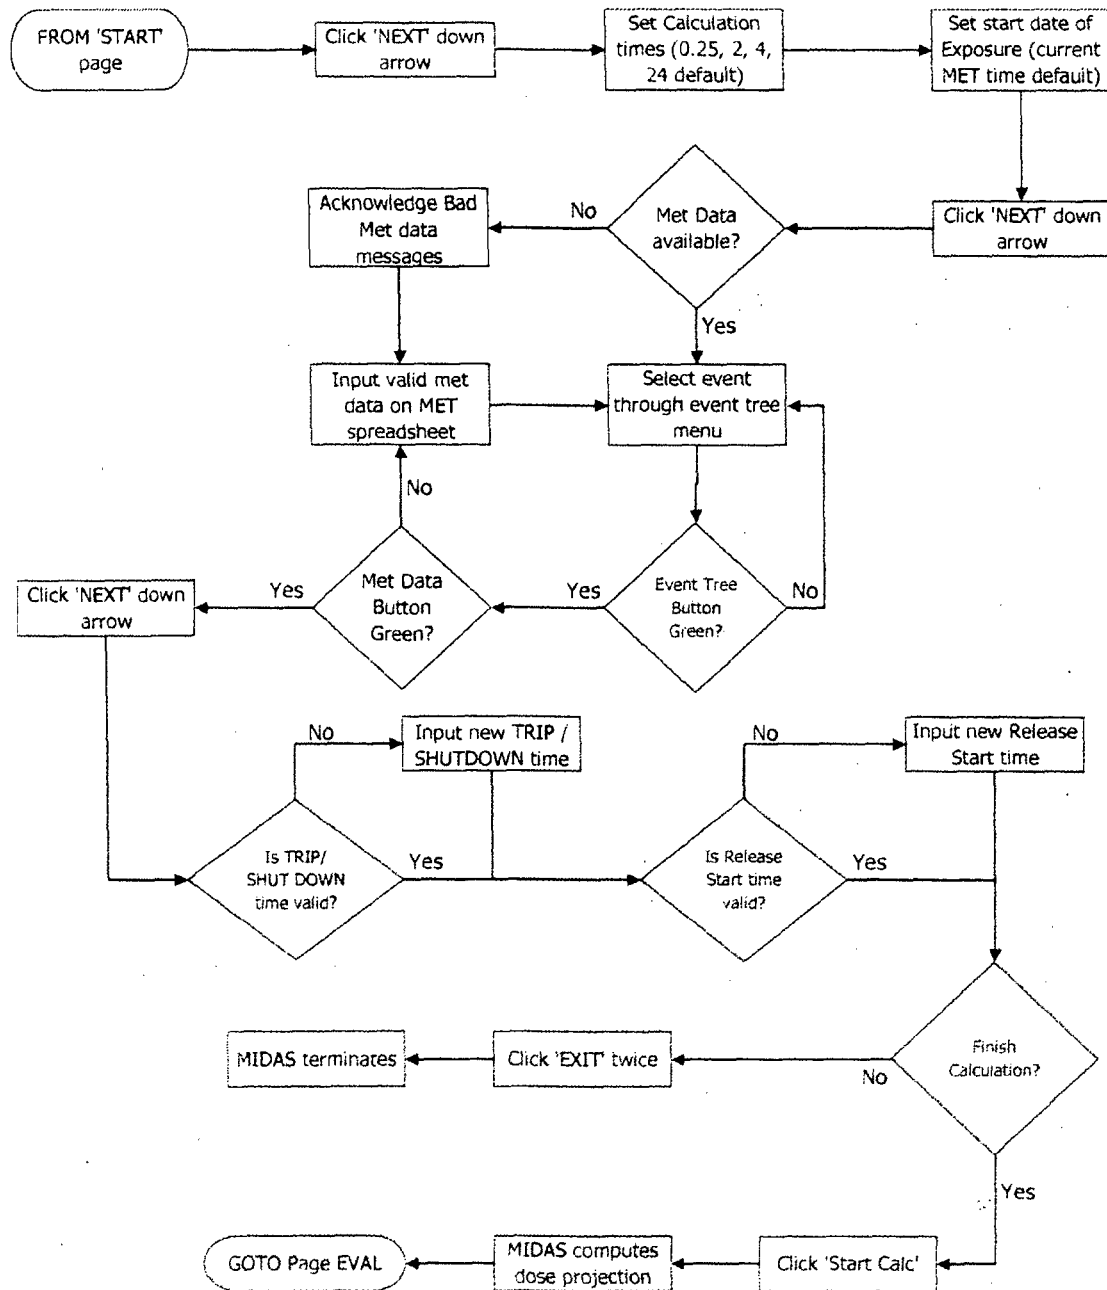 FROM 'START'
page
Click 'NEXT' down
arrow
Set Calculation
times (0.25, 2, 4,
24 default)
Set start date of
Exposure (current
MET time default)
Click 'NEXT' down
arrow
Met Data
available?
No
Acknowledge Bad
Met data
messages
Yes
Input valid met
data on MET
spreadsheet
Select event
through event tree
menu
No
Event Tree
Button
Green?
No
Yes
Met Data
Button
Green?
Yes
Click 'NEXT' down
arrow
Is TRIP/
SHUT DOWN
time valid?
No
Input new TRIP /
SHUTDOWN time
Yes
Is Release
Start time
valid?
No
Input new Release
Start time
Yes
Finish
Calculation?
No
Click 'EXIT' twice
MIDAS terminates
Yes
Click 'Start Calc'
MIDAS computes
dose projection
GOTO Page EVAL